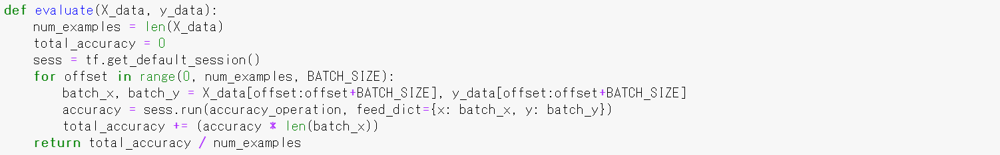 def evaluate(X_data, y_data):
    num_examples = len(X_data)
    total_accuracy = 0
    sess = tf.get_default_session()
    for offset in range(0, num_examples, BATCH_SIZE):
        batch_x, batch_y = X_data[offset:offset+BATCH_SIZE], y_data[offset:offset+BATCH_SIZE]
        accuracy = sess.run(accuracy_operation, feed_dict={x: batch_x, y: batch_y})
        total_accuracy += (accuracy * len(batch_x))
    return total_accuracy / num_examples